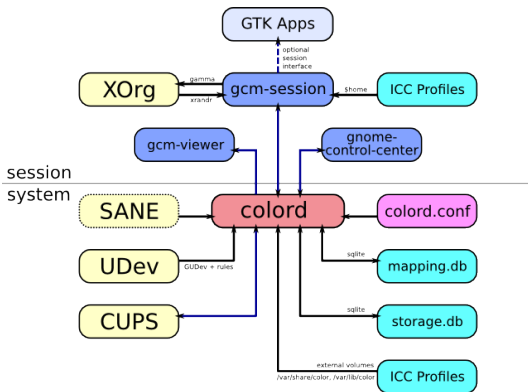 GTK Apps
optional
session
interface
XOrg
gamma
xrandr
gcm-session
$home
ICC Profiles
gcm-viewer
gnome-
control-center
session
system
SANE
colord
colord.conf
UDev
GUDev + rules
sqlite
mapping.db
CUPS
sqlite
storage.db
external volumes
/var/share/color, /var/lib/color
ICC Profiles